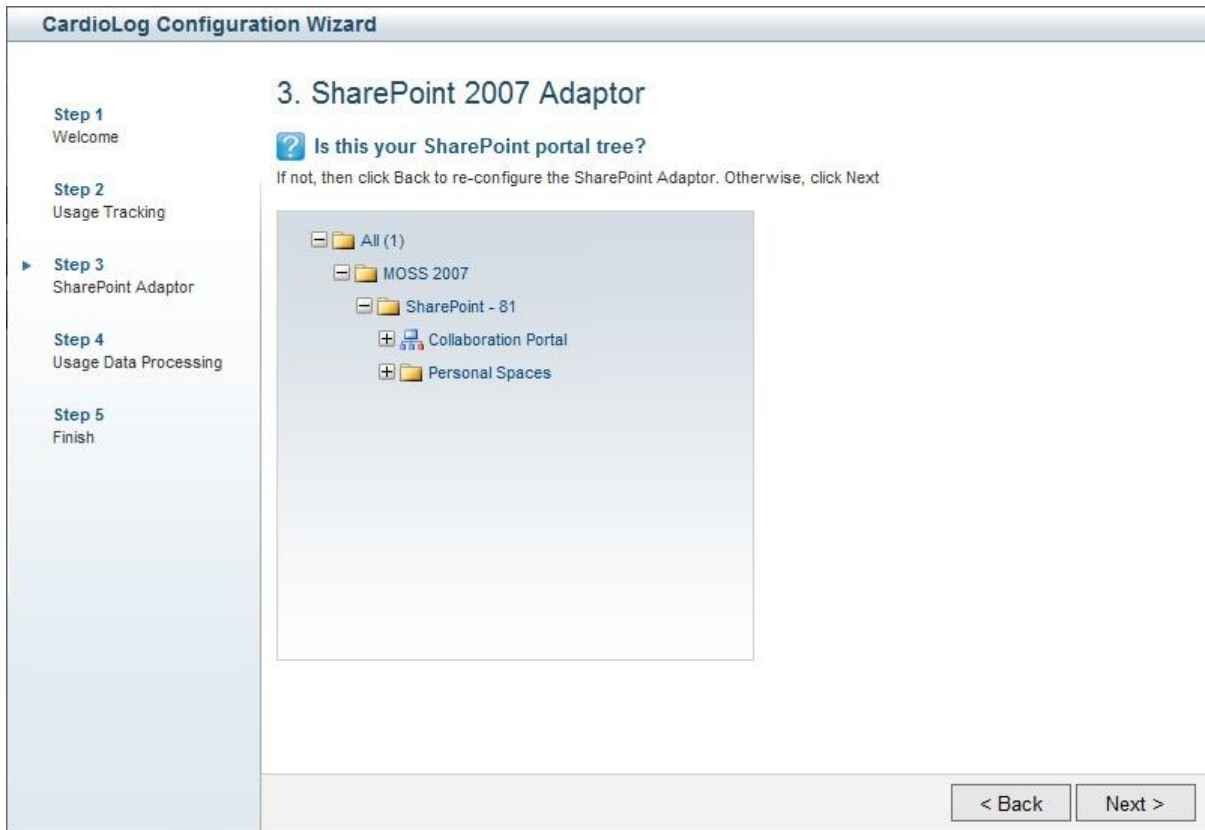 CardioLog Configuration Wizard
Step 1
Welcome
Step 2
Usage Tracking
Step 3
SharePoint Adaptor
Step 4
Usage Data Processing
Step 5
Finish
3. SharePoint 2007 Adaptor
Is this your SharePoint portal tree?
If not, then click Back to re-configure the SharePoint Adaptor. Otherwise, click Next
All (1)
MOSS 2007
SharePoint - 81
Collaboration Portal
Personal Spaces
< Back
Next >